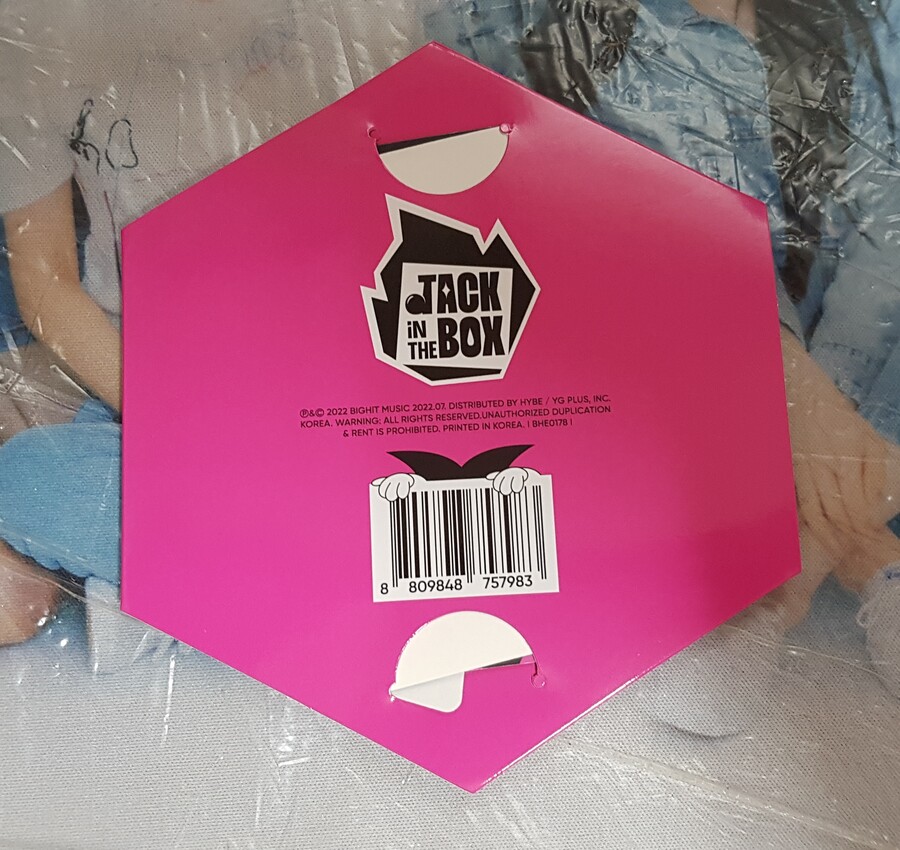 JACK
iN THE BOX
℗&© 2022 BIGHIT MUSIC 2022.07. DISTRIBUTED BY HYBE / YG PLUS, INC.
KOREA. WARNING: ALL RIGHTS RESERVED.UNAUTHORIZED DUPLICATION
& RENT IS PROHIBITED. PRINTED IN KOREA. | BHE0178 |
8 809848 757983